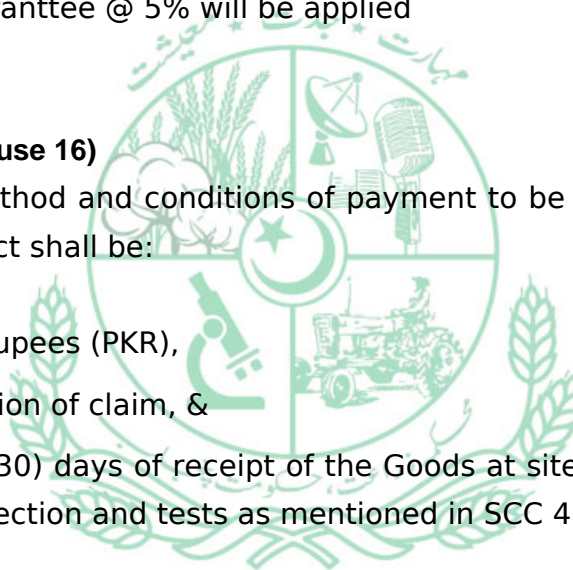 ranttee @ 5% will be applied
use 16)
thod and conditions of payment to be
ct shall be:
upees (PKR),
ion of claim, &
30) days of receipt of the Goods at site
ection and tests as mentioned in SCC 4